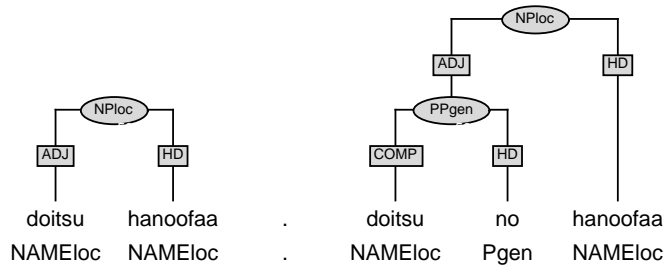 NPloc
ADJ HD
NPloc PPgen
ADJ HD COMP HD
doitsu hanoofaa . doitsu no hanoofaa
NAMEloc NAMEloc . NAMEloc Pgen NAMEloc